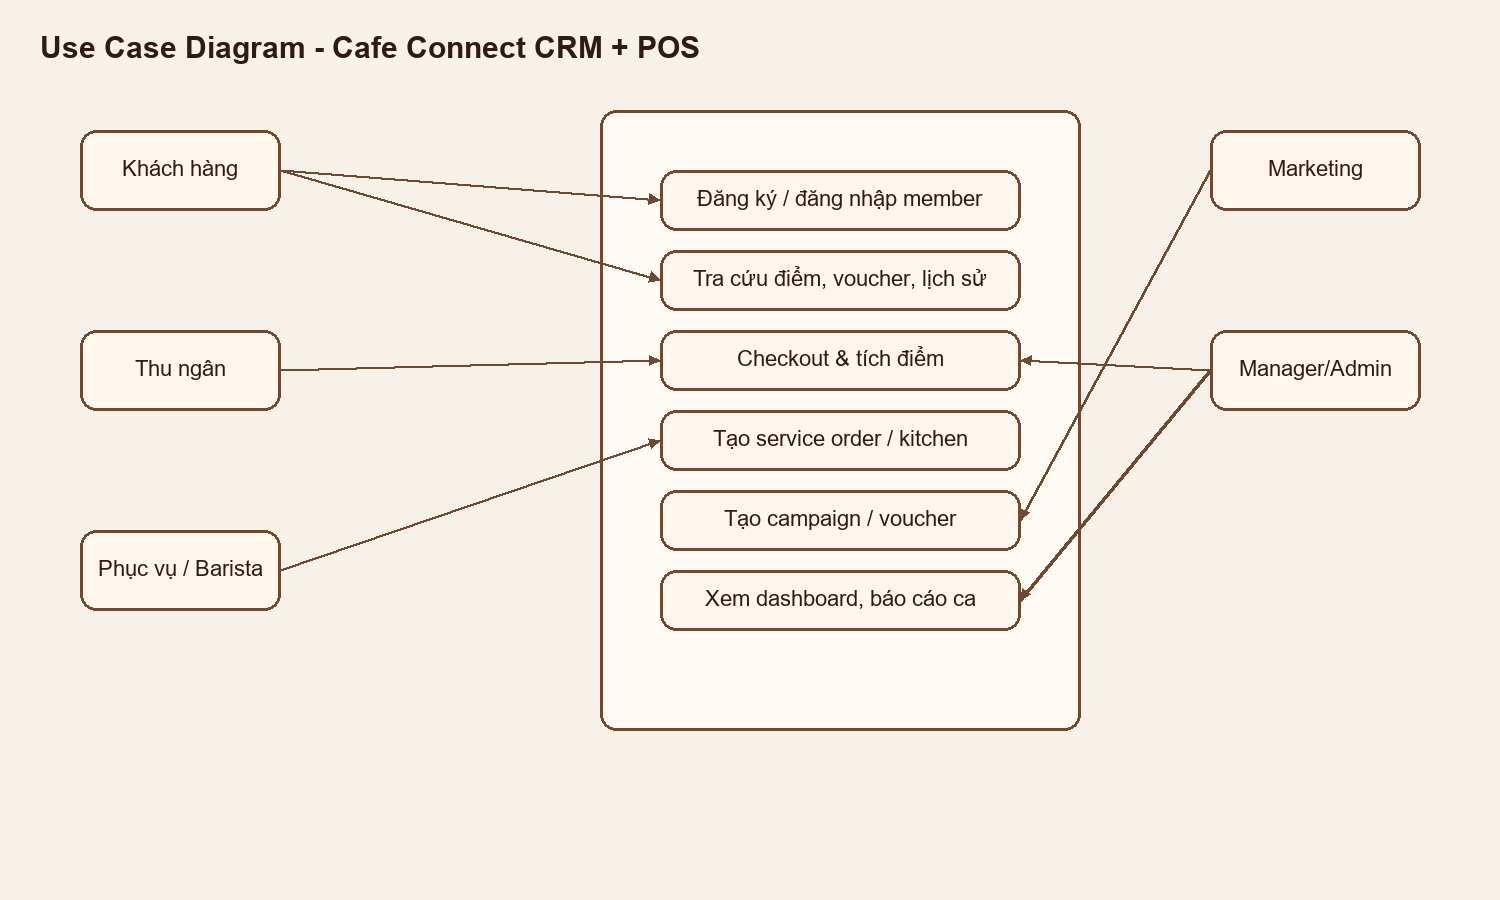 Use Case Diagram - Cafe Connect CRM + POS
Khách hàng
Thu ngân
Phục vụ / Barista
Đăng ký / đăng nhập member
Tra cứu điểm, voucher, lịch sử
Checkout & tích điểm
Tạo service order / kitchen
Tạo campaign / voucher
Xem dashboard, báo cáo ca
Marketing
Manager/Admin